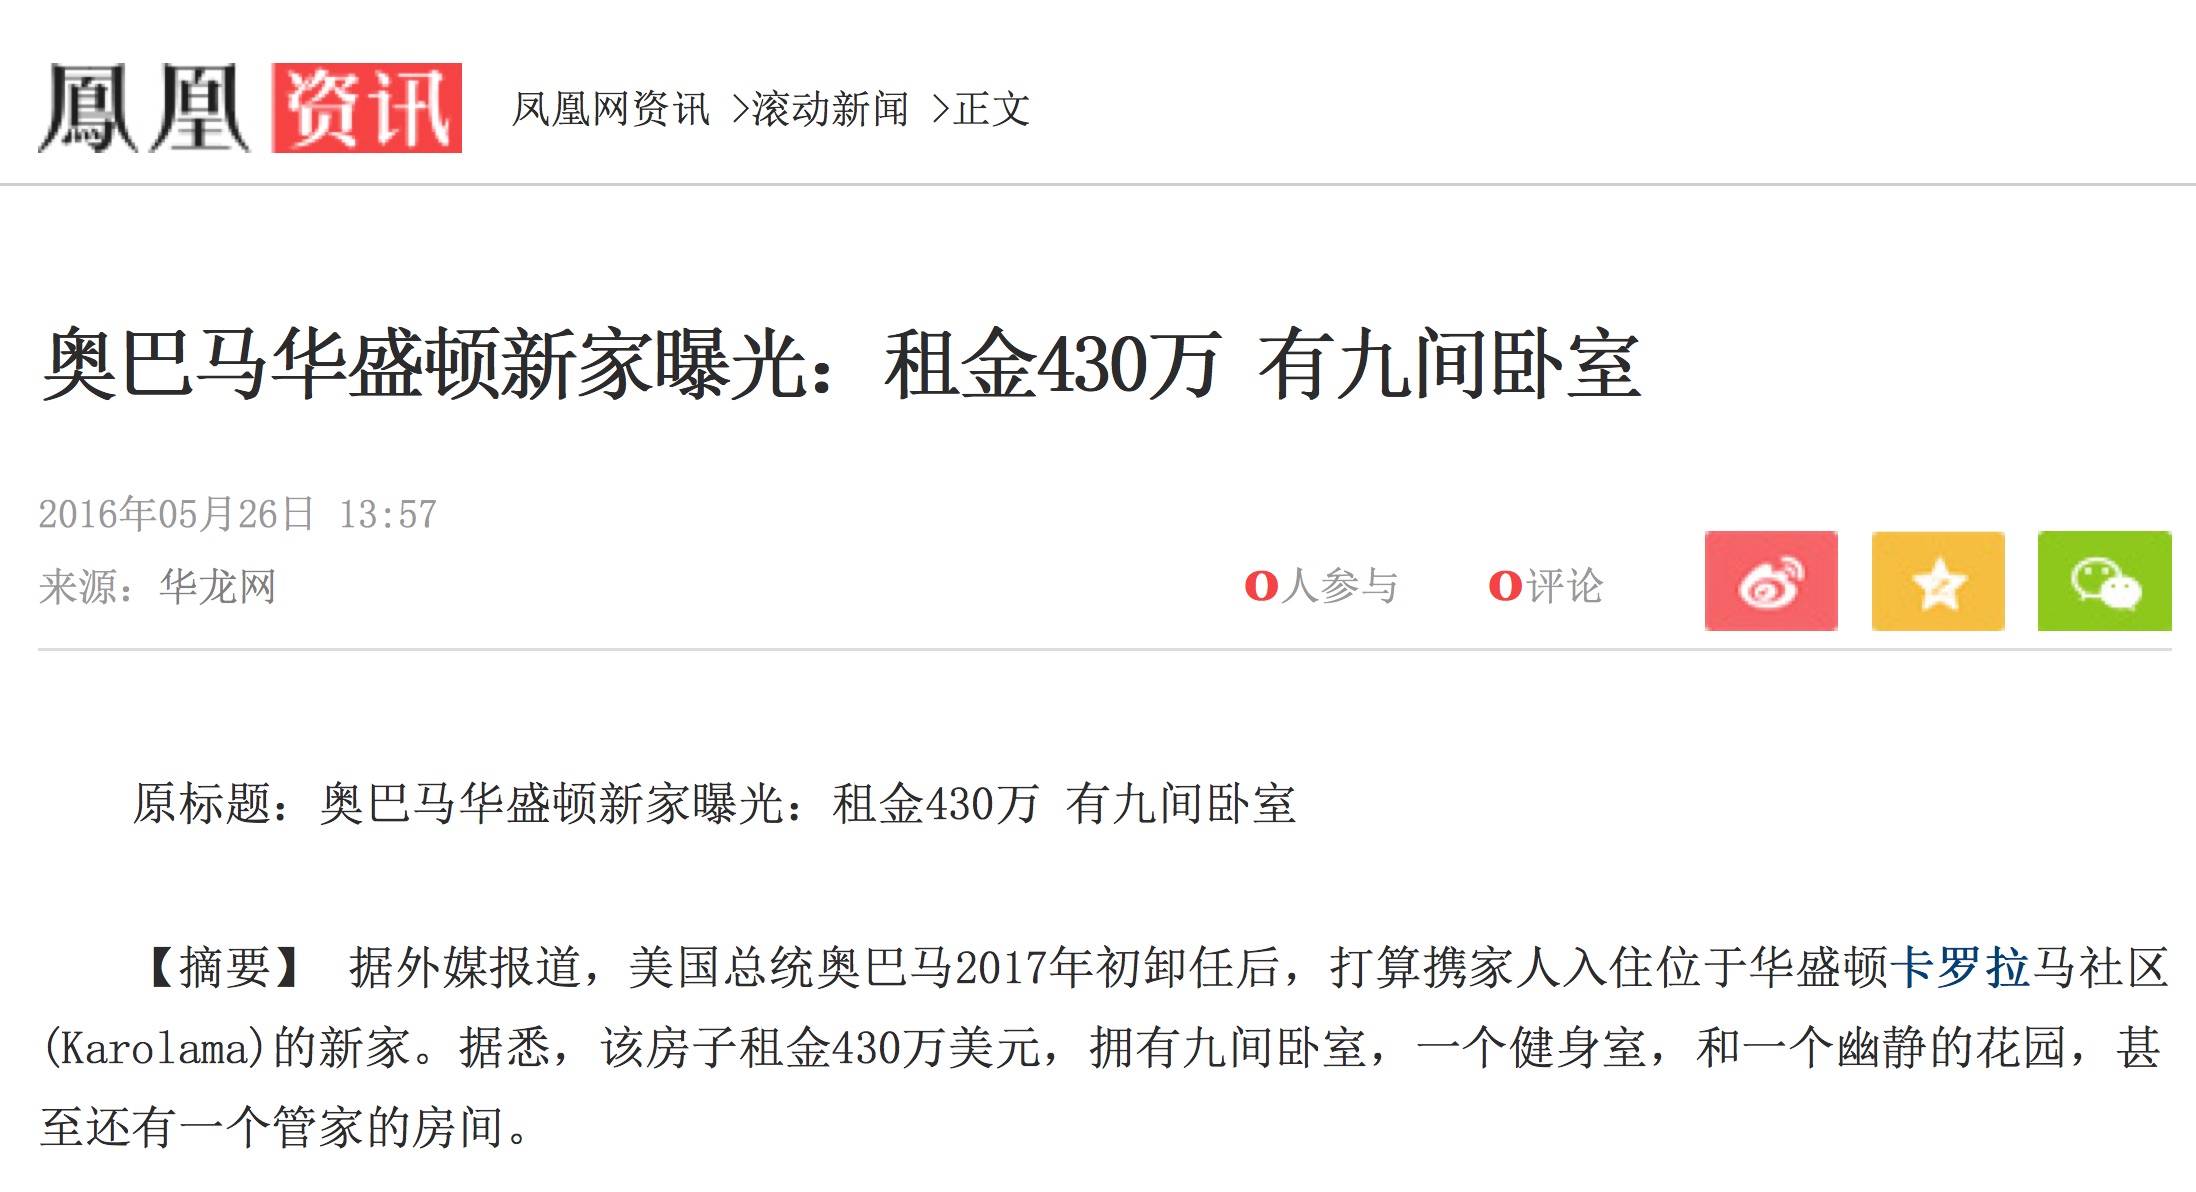 鳳凰 资讯 凤凰网资讯 >滚动新闻 >正文
奥巴马华盛顿新家曝光：租金430万 有九间卧室
2016年05月26日 13:57
来源：华龙网 0人参与 0评论
原标题：奥巴马华盛顿新家曝光：租金430万 有九间卧室
【摘要】 据外媒报道，美国总统奥巴马2017年初卸任后，打算携家人入住位于华盛顿卡罗拉马社区
(Karolama)的新家。据悉，该房子租金430万美元，拥有九间卧室，一个健身室，和一个幽静的花园，甚
至还有一个管家的房间。